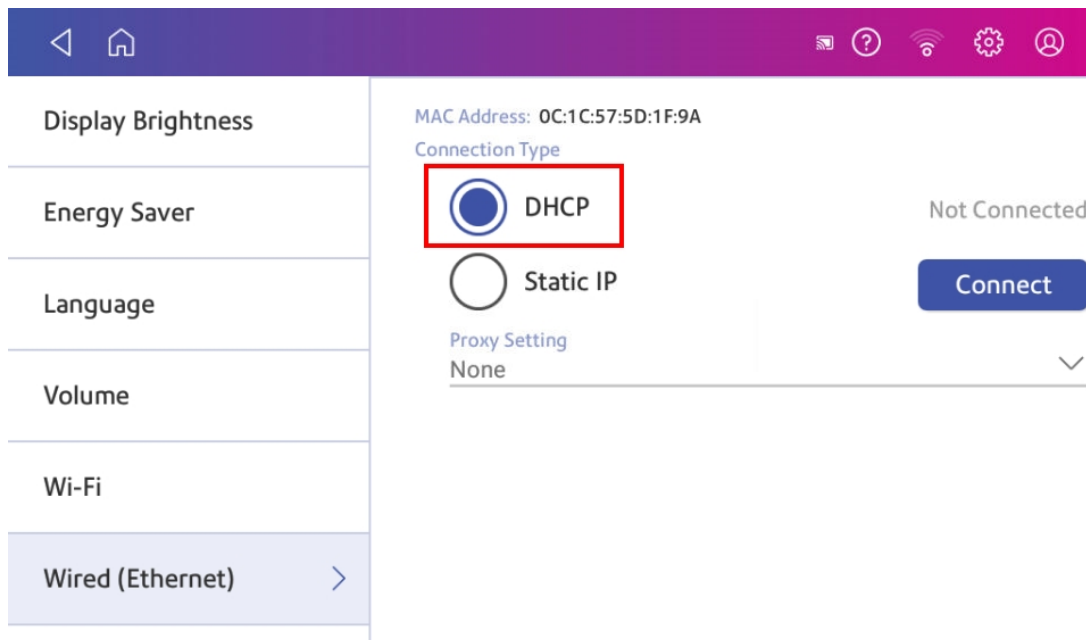 Display Brightness
Energy Saver
Language
Volume
Wi-Fi
Wired (Ethernet)
MAC Address: 0C:1C:57:5D:1F:9A
Connection Type
DHCP
Not Connected
Static IP
Connect
Proxy Setting
None